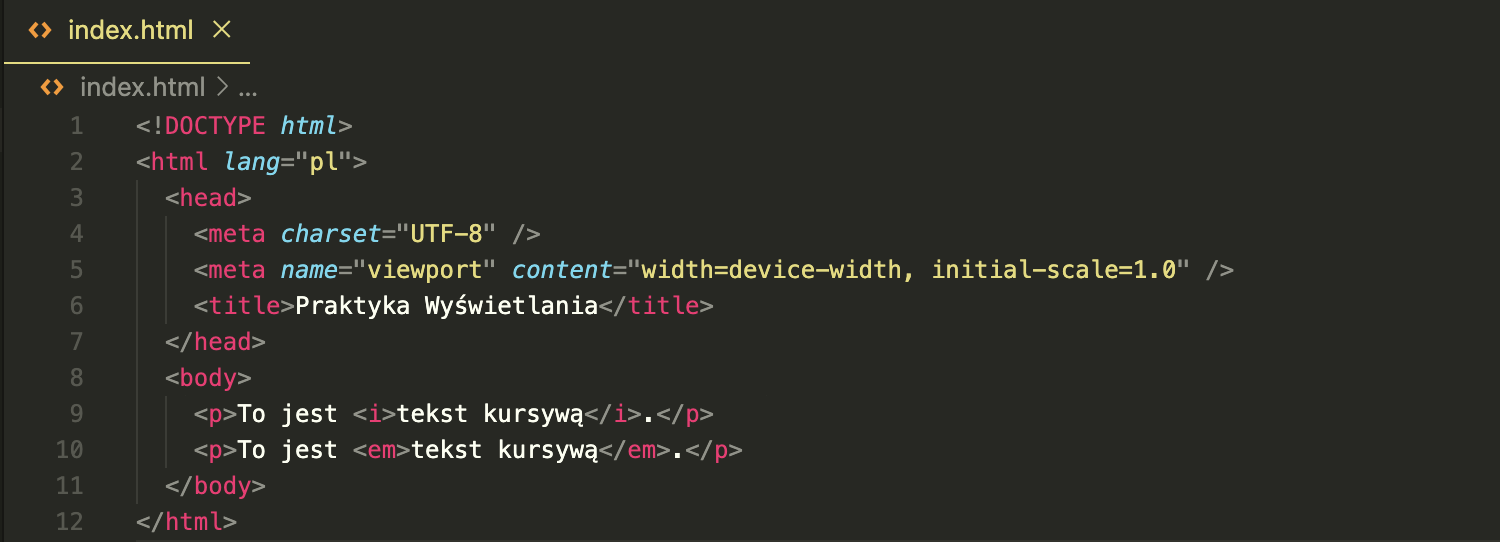 index.html
index.html > ...
1 <!DOCTYPE html>
2 <html lang="pl">
3   <head>
4     <meta charset="UTF-8" />
5     <meta name="viewport" content="width=device-width, initial-scale=1.0" />
6     <title>Praktyka Wyświetlania</title>
7   </head>
8   <body>
9     <p>To jest <i>tekst kursywą</i>.</p>
10     <p>To jest <em>tekst kursywą</em>.</p>
11   </body>
12 </html>